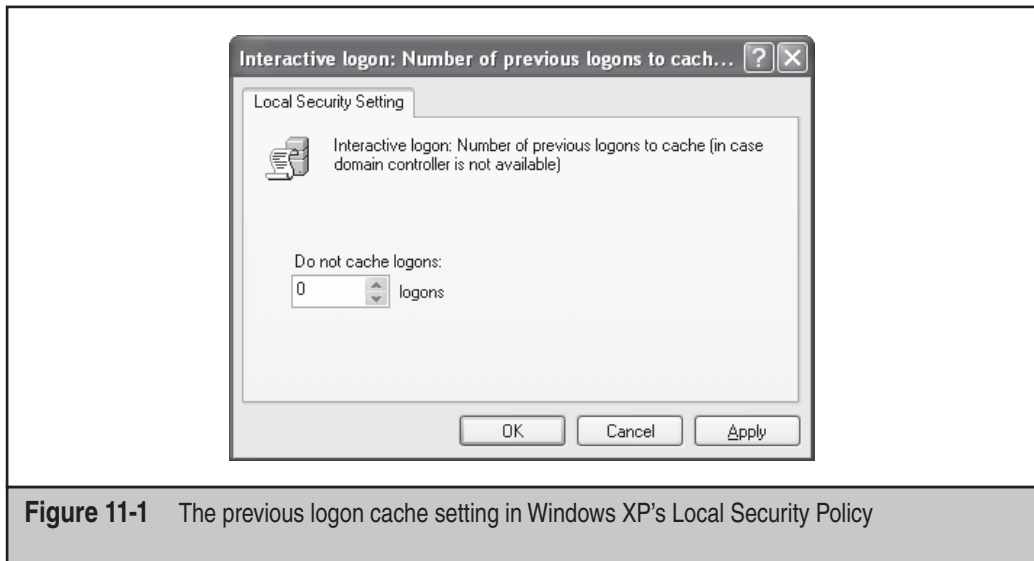 Interactive logon: Number of previous logons to cach...
Local Security Setting
Interactive logon: Number of previous logons to cache (in case
domain controller is not available)
Do not cache logons:
0 logons
OK Cancel Apply
Figure 11-1 The previous logon cache setting in Windows XP's Local Security Policy